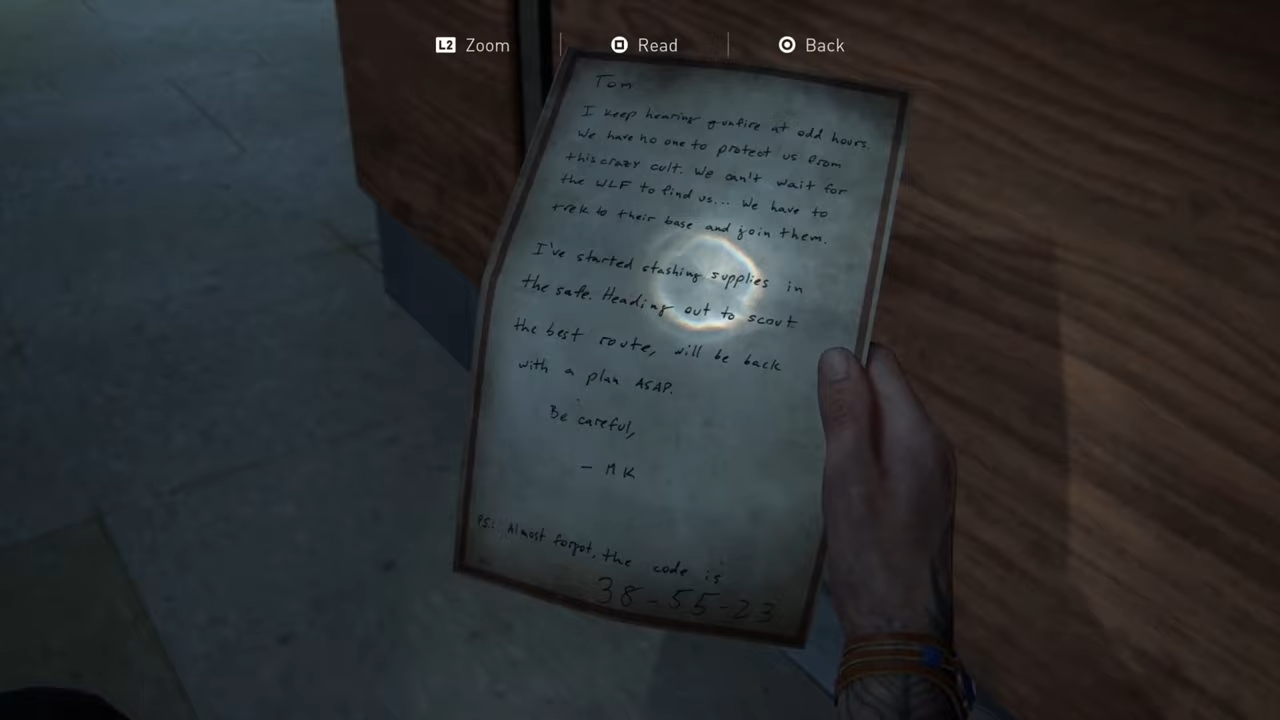 L2 Zoom Read Back
Tom
I keep hearing gunfire at odd hours.
We have no one to protect us from
this crazy cult. We can't wait for
the WLF to find us... We have to
trek to their base and join them.
I've started stashing supplies in
the safe. Heading out to scout
the best route, will be back
with a plan ASAP.
Be careful,
- MK
PS: Almost forgot, the code is
38-55-23